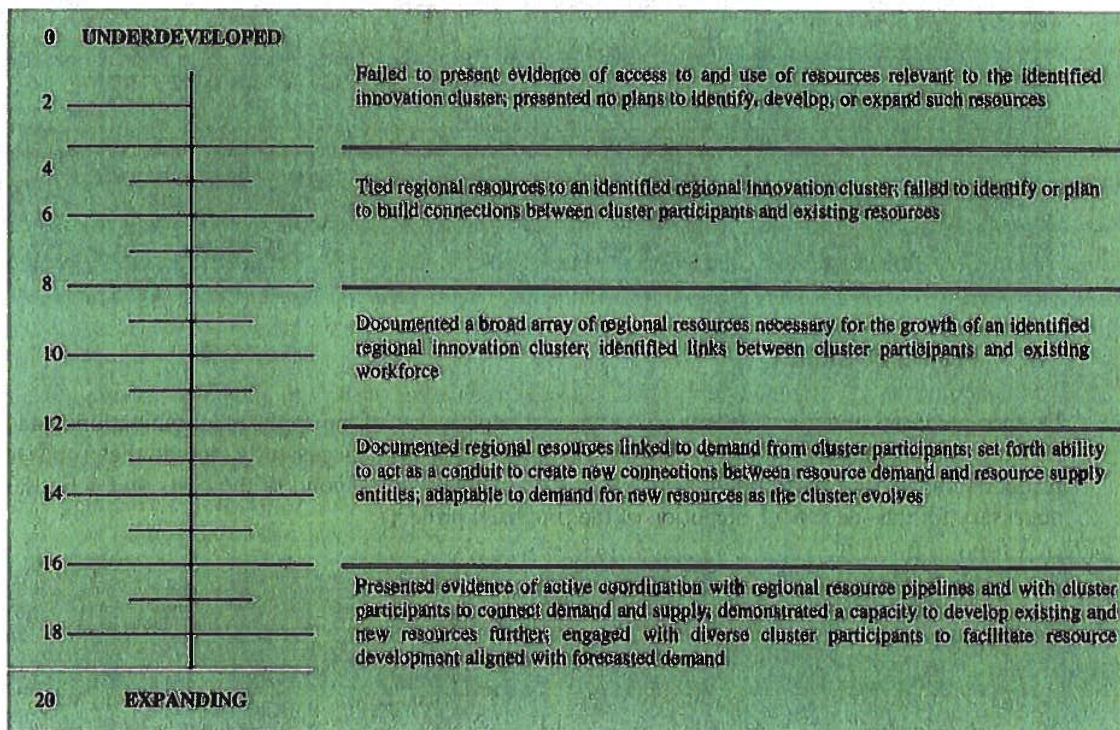 0 UNDERDEVELOPED
Failed to present evidence of access to and use of resources relevant to the identified
2
innovation cluster; presented no plans to identify, develop, or expand such resources
4
Tied regional resources to an identified regional innovation cluster; failed to identify or plan
6
to build connections between cluster participants and existing resources
8
Documented a broad array of regional resources necessary for the growth of an identified
10
regional innovation cluster; identified links between cluster participants and existing
workforce
12
Documented regional resources linked to demand from cluster participants; set forth ability
to act as a conduit to create new connections between resource demand and resource supply
14
entities; adaptable to demand for new resources as the cluster evolves
16
Presented evidence of active coordination with regional resource pipelines and with cluster
participants to connect demand and supply; demonstrated a capacity to develop existing and
18
new resources further; engaged with diverse cluster participants to facilitate resource
development aligned with forecasted demand
20 EXPANDING